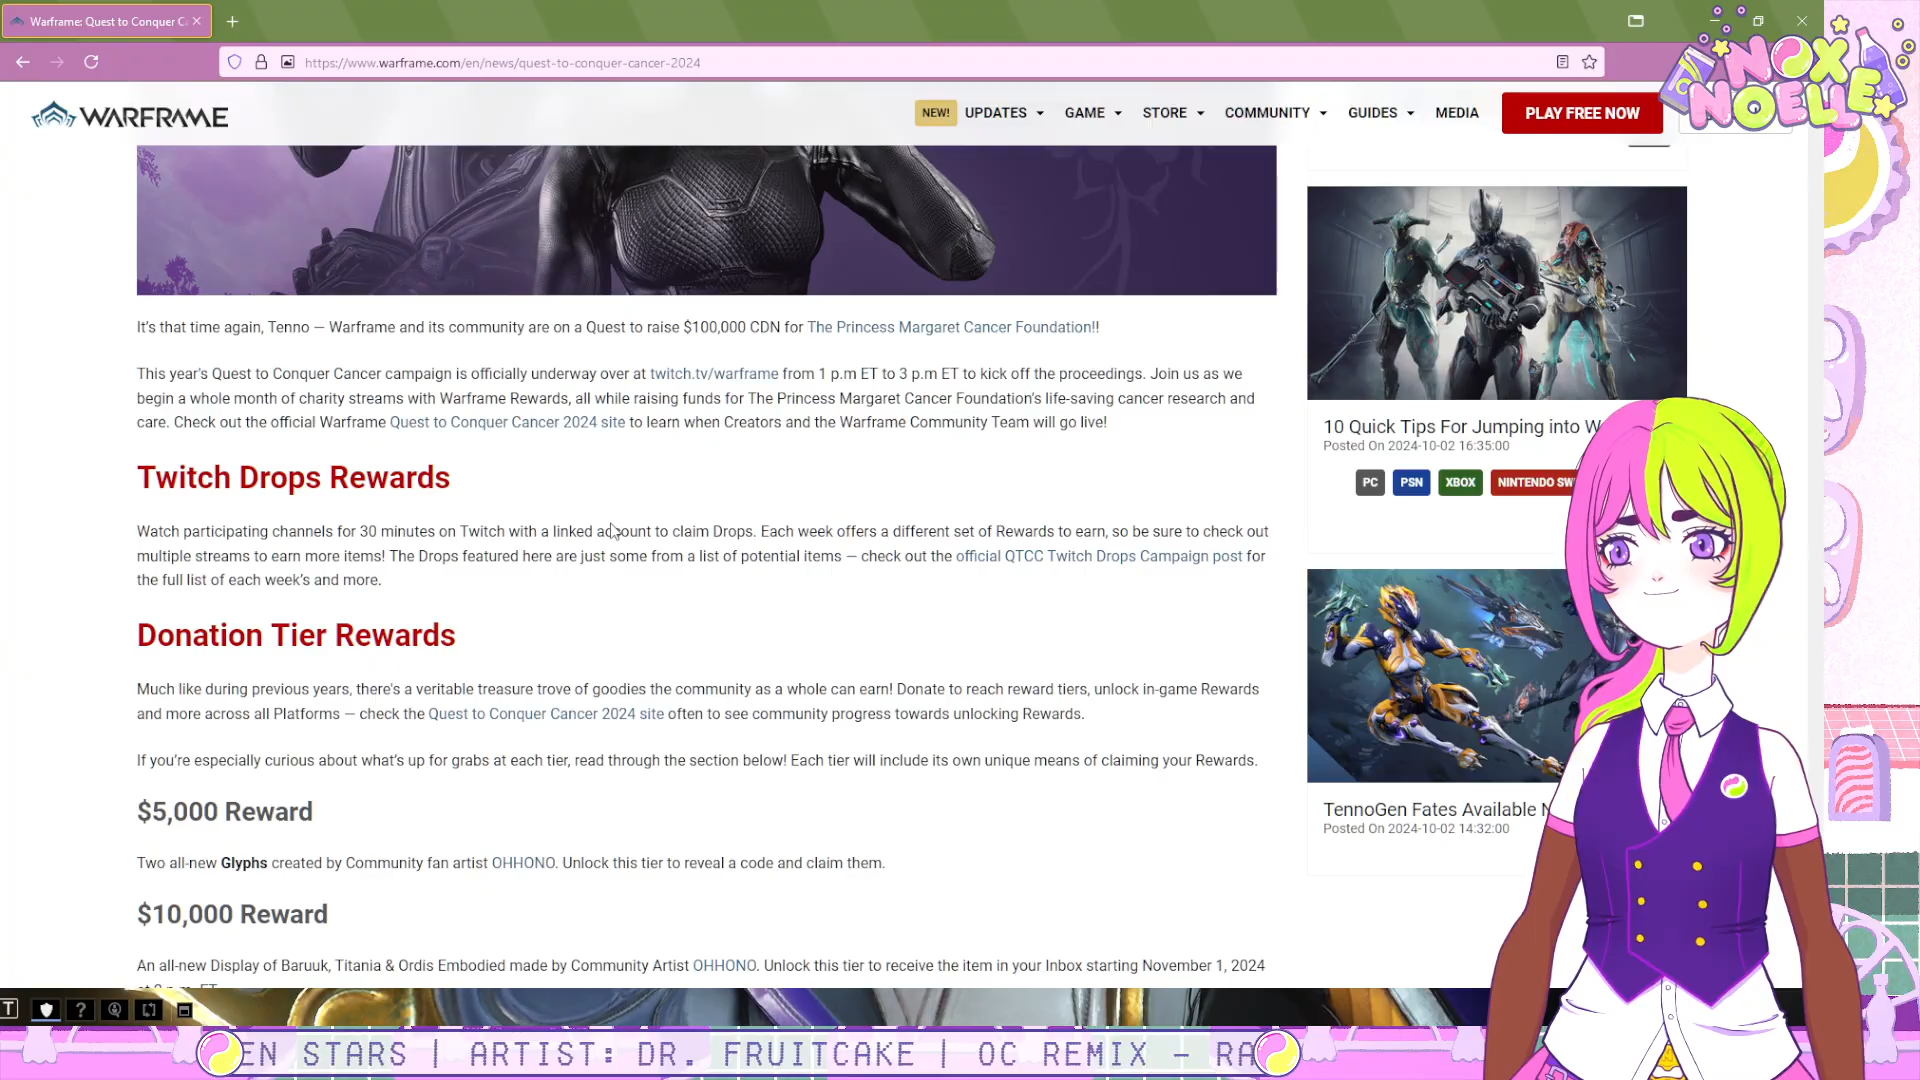 Warframe: Quest to Conquer C
https://www.warframe.com/en/news/quest-to-conquer-cancer-2024
NOX NOELLE
WARFRAME
NEW! UPDATES GAME STORE COMMUNITY GUIDES MEDIA PLAY FREE NOW
It's that time again, Tenno — Warframe and its community are on a Quest to raise $100,000 CDN for The Princess Margaret Cancer Foundation!!
This year's Quest to Conquer Cancer campaign is officially underway over at twitch.tv/warframe from 1 p.m ET to 3 p.m ET to kick off the proceedings. Join us as we
begin a whole month of charity streams with Warframe Rewards, all while raising funds for The Princess Margaret Cancer Foundation's life-saving cancer research and
care. Check out the official Warframe Quest to Conquer Cancer 2024 site to learn when Creators and the Warframe Community Team will go live!
Twitch Drops Rewards
Watch participating channels for 30 minutes on Twitch with a linked account to claim Drops. Each week offers a different set of Rewards to earn, so be sure to check out
multiple streams to earn more items! The Drops featured here are just some from a list of potential items — check out the official QTCC Twitch Drops Campaign post for
the full list of each week's and more.
Donation Tier Rewards
Much like during previous years, there's a veritable treasure trove of goodies the community as a whole can earn! Donate to reach reward tiers, unlock in-game Rewards
and more across all Platforms — check the Quest to Conquer Cancer 2024 site often to see community progress towards unlocking Rewards.
If you're especially curious about what's up for grabs at each tier, read through the section below! Each tier will include its own unique means of claiming your Rewards.
$5,000 Reward
Two all-new Glyphs created by Community fan artist OHHONO. Unlock this tier to reveal a code and claim them.
$10,000 Reward
An all-new Display of Baruuk, Titania & Ordis Embodied made by Community Artist OHHONO. Unlock this tier to receive the item in your Inbox starting November 1, 2024
10 Quick Tips For Jumping into W
Posted On 2024-10-02 16:35:00
PC PSN XBOX NINTENDO SW
TennoGen Fates Available N
Posted On 2024-10-02 14:32:00
T ?
EN STARS | ARTIST: DR. FRUITCAKE | OC REMIX - RA